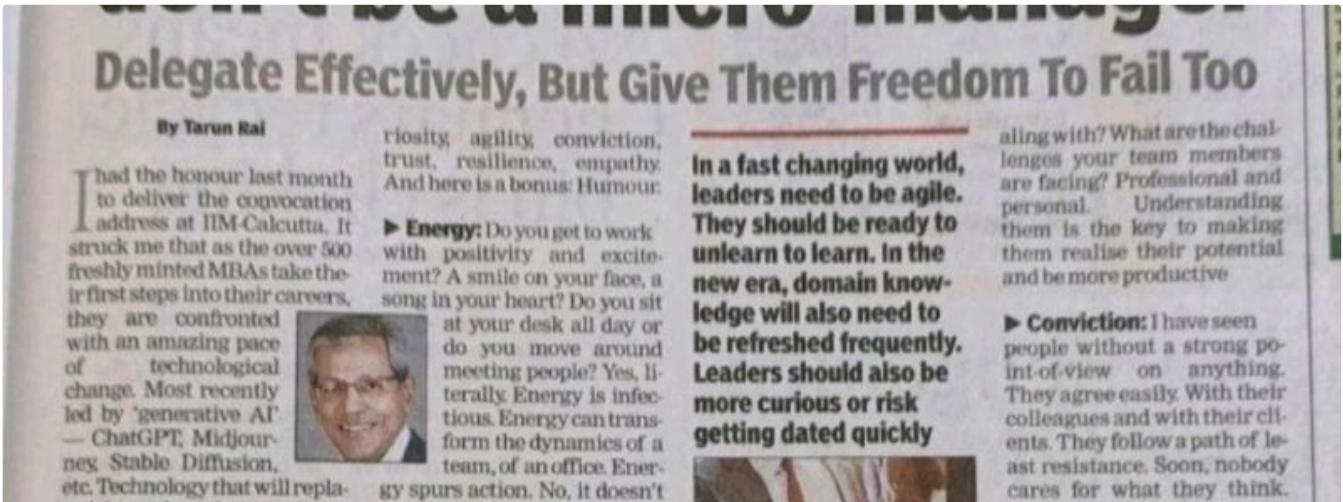 don't be a micro-manager
Delegate Effectively, But Give Them Freedom To Fail Too
By Tarun Rai
I had the honour last month
to deliver the convocation
address at IIM-Calcutta. It
struck me that as the over 500
freshly minted MBAs take the-
ir first steps into their careers,
they are confronted
with an amazing pace
of technological
change. Most recently
led by 'generative AI'
— ChatGPT, Midjour-
ney, Stable Diffusion,
etc. Technology that will repla-
riosity, agility, conviction,
trust, resilience, empathy.
And here is a bonus: Humour.
▶ Energy: Do you get to work
with positivity and excite-
ment? A smile on your face, a
song in your heart? Do you sit
at your desk all day or
do you move around
meeting people? Yes, li-
terally. Energy is infec-
tious. Energy can trans-
form the dynamics of a
team, of an office. Ener-
gy spurs action. No, it doesn't
In a fast changing world,
leaders need to be agile.
They should be ready to
unlearn to learn. In the
new era, domain know-
ledge will also need to
be refreshed frequently.
Leaders should also be
more curious or risk
getting dated quickly
aling with? What are the chal-
lenges your team members
are facing? Professional and
personal. Understanding
them is the key to making
them realise their potential
and be more productive
▶ Conviction: I have seen
people without a strong po-
int-of-view on anything.
They agree easily. With their
colleagues and with their cli-
ents. They follow a path of le-
ast resistance. Soon, nobody
cares for what they think.